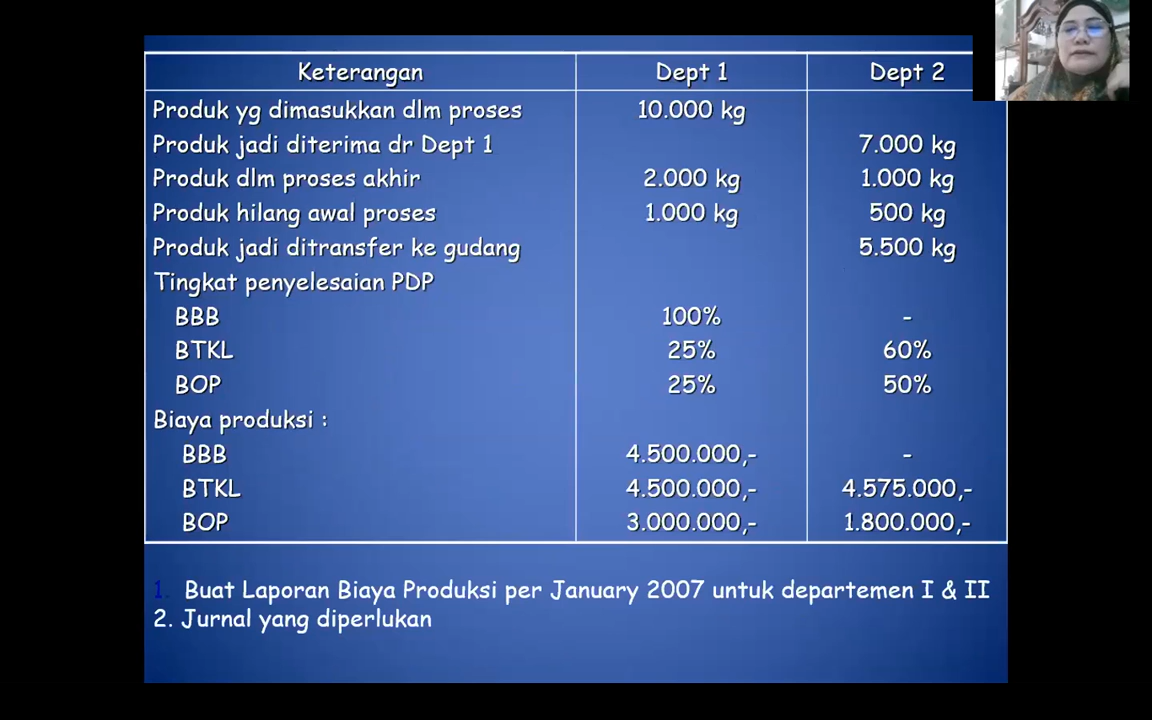 Keterangan Dept 1 Dept 2
Produk yg dimasukkan dlm proses 10.000 kg
Produk jadi diterima dr Dept 1 7.000 kg
Produk dlm proses akhir 2.000 kg 1.000 kg
Produk hilang awal proses 1.000 kg 500 kg
Produk jadi ditransfer ke gudang 5.500 kg
Tingkat penyelesaian PDP
BBB 100% -
BTKL 25% 60%
BOP 25% 50%
Biaya produksi :
BBB 4.500.000,- -
BTKL 4.500.000,- 4.575.000,-
BOP 3.000.000,- 1.800.000,-
1. Buat Laporan Biaya Produksi per January 2007 untuk departemen I & II
2. Jurnal yang diperlukan